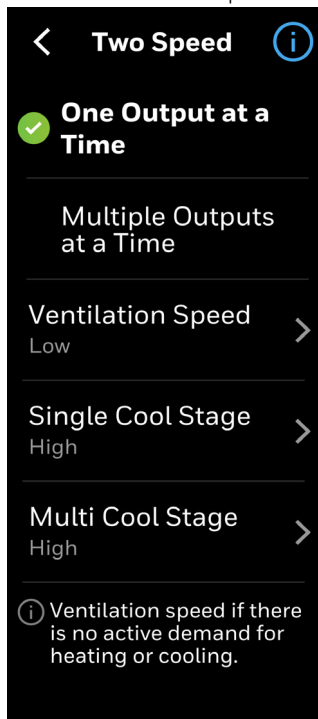 Two Speed
One Output at a
Time
Multiple Outputs
at a Time
Ventilation Speed
Low
Single Cool Stage
High
Multi Cool Stage
High
Ventilation speed if there
is no active demand for
heating or cooling.